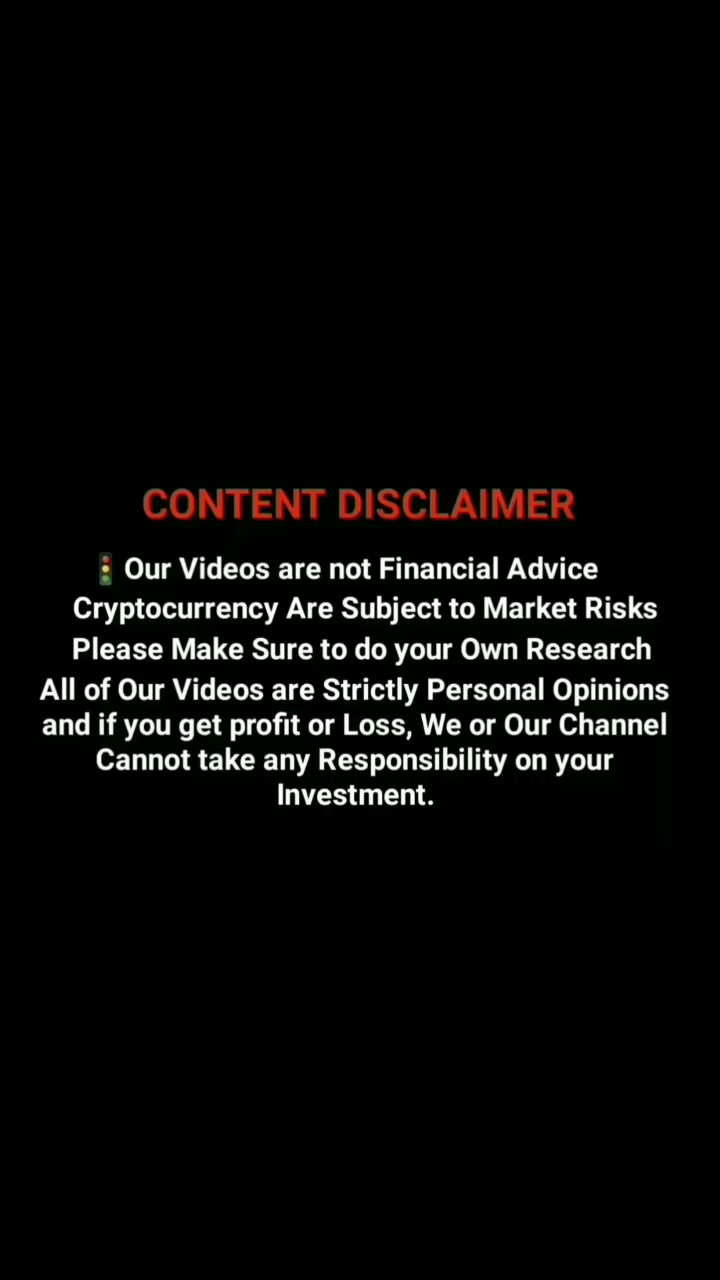 CONTENT DISCLAIMER
🚦Our Videos are not Financial Advice
Cryptocurrency Are Subject to Market Risks
Please Make Sure to do your Own Research
All of Our Videos are Strictly Personal Opinions
and if you get profit or Loss, We or Our Channel
Cannot take any Responsibility on your
Investment.